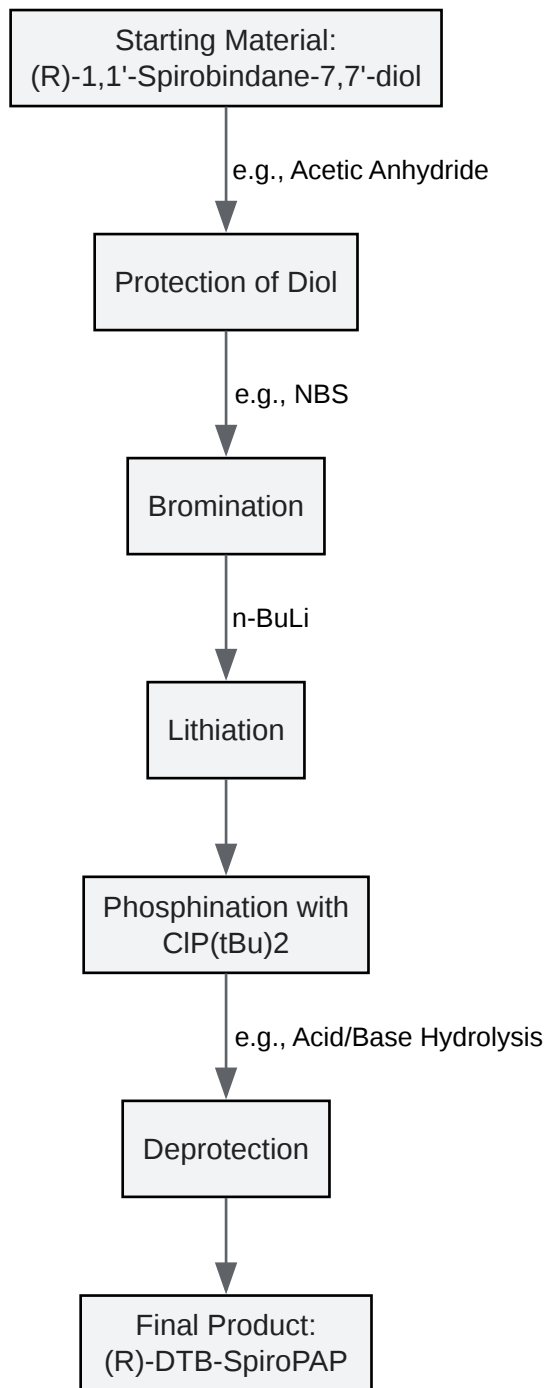 Starting Material:
(R)-1,1'-Spirobindane-7,7'-diol
e.g., Acetic Anhydride
Protection of Diol
e.g., NBS
Bromination
n-BuLi
Lithiation
Phosphination with
ClP(tBu)2
e.g., Acid/Base Hydrolysis
Deprotection
Final Product:
(R)-DTB-SpiroPAP